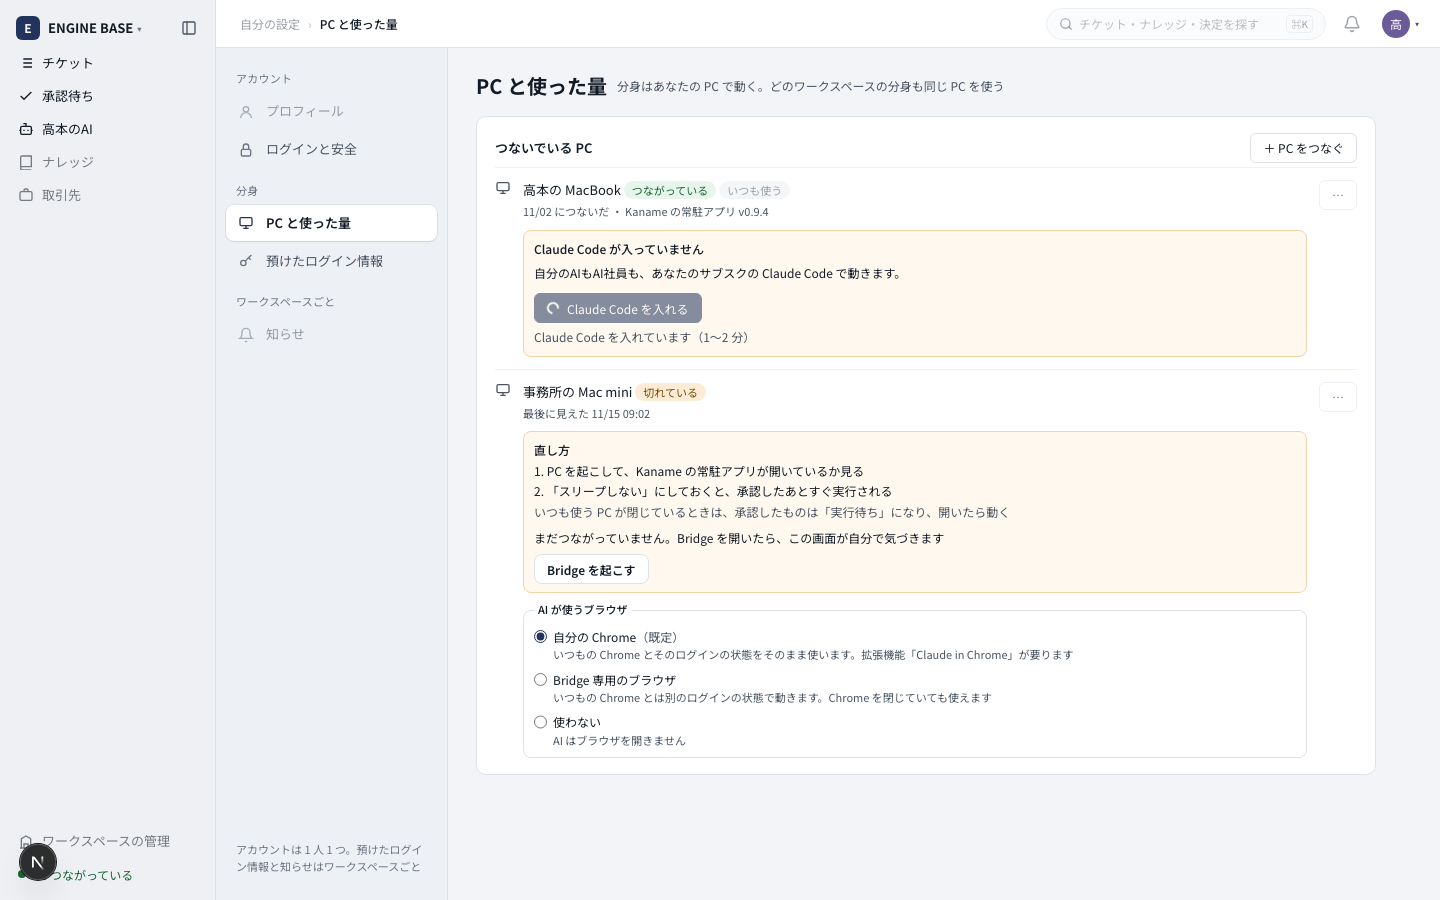 E ENGINE BASE
チケット
承認待ち
高本のAI
ナレッジ
取引先
ワークスペースの管理
N
つながっている
自分の設定 › PC と使った量
チケット・ナレッジ・決定を探す ⌘K
高
アカウント
プロフィール
ログインと安全
分身
PC と使った量
預けたログイン情報
ワークスペースごと
知らせ
アカウントは 1 人 1 つ。預けたログイ
ン情報と知らせはワークスペースごと
PC と使った量 分身はあなたの PC で動く。どのワークスペースの分身も同じ PC を使う
つないでいる PC
＋ PC をつなぐ
高本の MacBook つながっている いつも使う
…
11/02 につないだ ・ Kaname の常駐アプリ v0.9.4
Claude Code が入っていません
自分のAIもAI社員も、あなたのサブスクの Claude Code で動きます。
Claude Code を入れる
Claude Code を入れています（1〜2 分）
事務所の Mac mini 切れている
…
最後に見えた 11/15 09:02
直し方
1. PC を起こして、Kaname の常駐アプリが開いているか見る
2. 「スリープしない」にしておくと、承認したあとすぐ実行される
いつも使う PC が閉じているときは、承認したものは「実行待ち」になり、開いたら動く
まだつながっていません。Bridge を開いたら、この画面が自分で気づきます
Bridge を起こす
AI が使うブラウザ
自分の Chrome（既定）
いつもの Chrome とそのログインの状態をそのまま使います。拡張機能「Claude in Chrome」が要ります
Bridge 専用のブラウザ
いつもの Chrome とは別のログインの状態で動きます。Chrome を閉じていても使えます
使わない
AI はブラウザを開きません